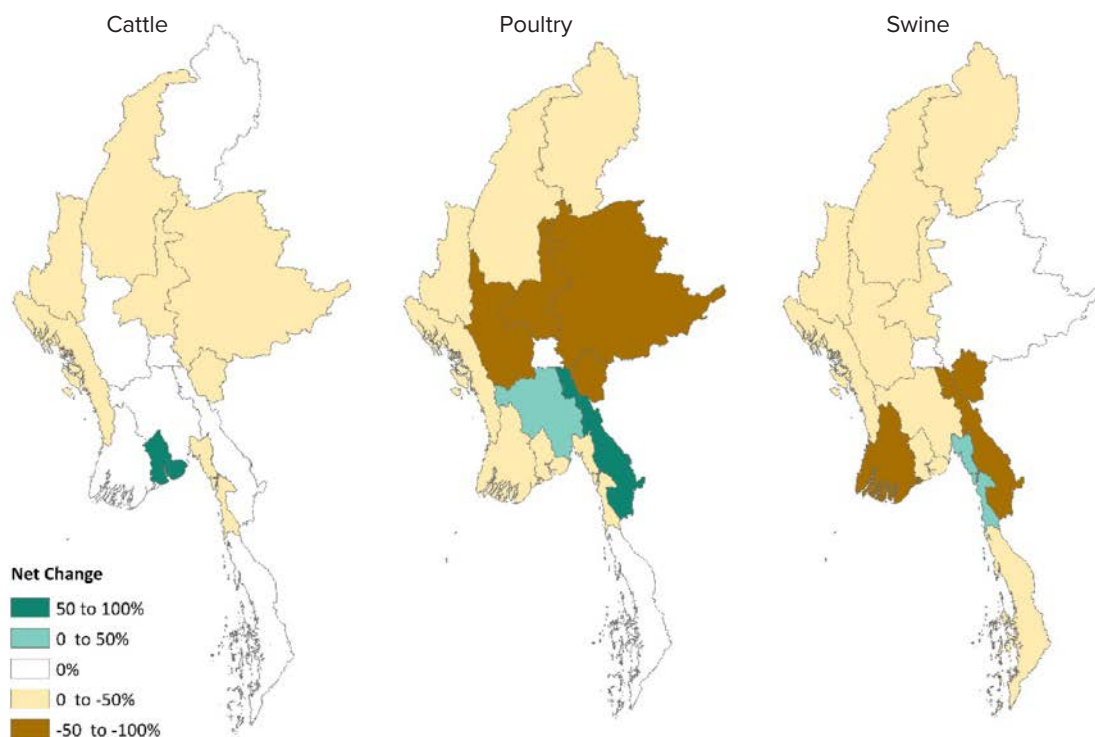 Cattle
Poultry
Swine
Net Change
50 to 100%
0 to 50%
0%
0 to -50%
-50 to -100%